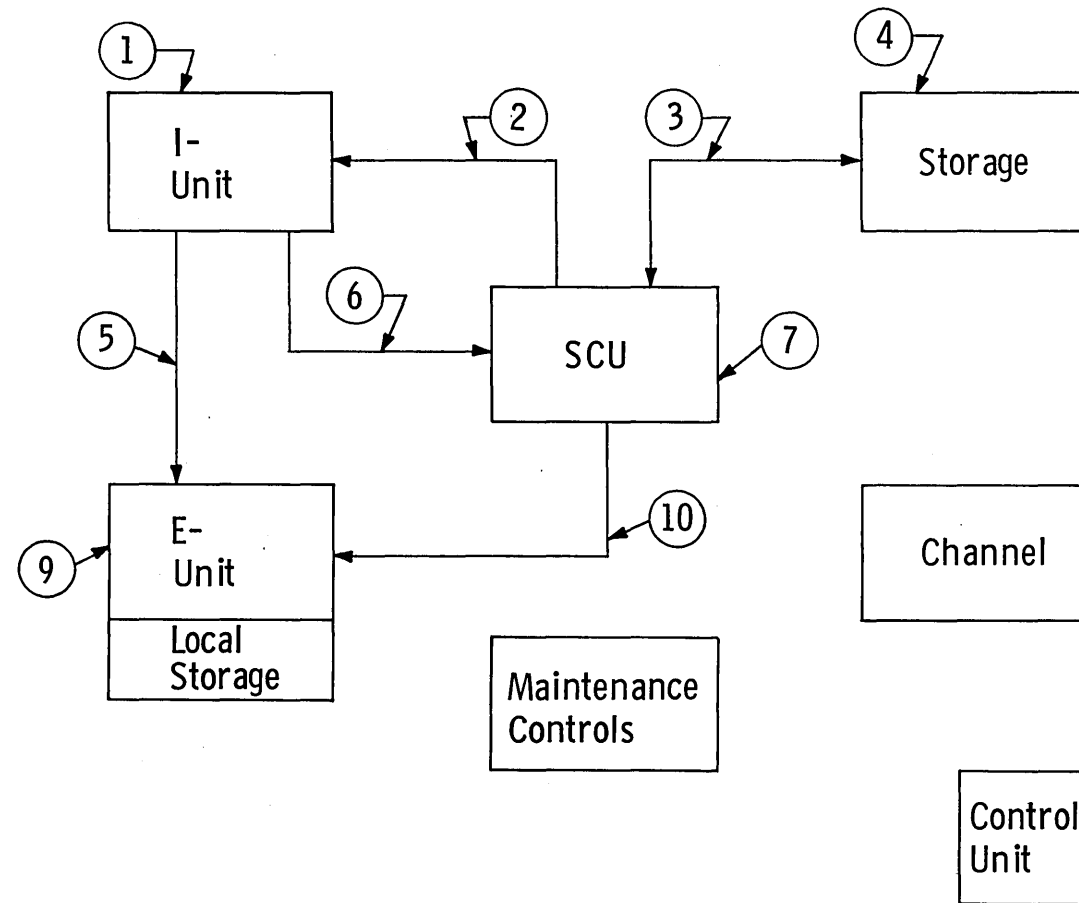 1
4
2
3
I-
Unit
Storage
6
5
SCU
7
E-
Unit
10
9
Channel
Local
Storage
Maintenance
Controls
Control
Unit